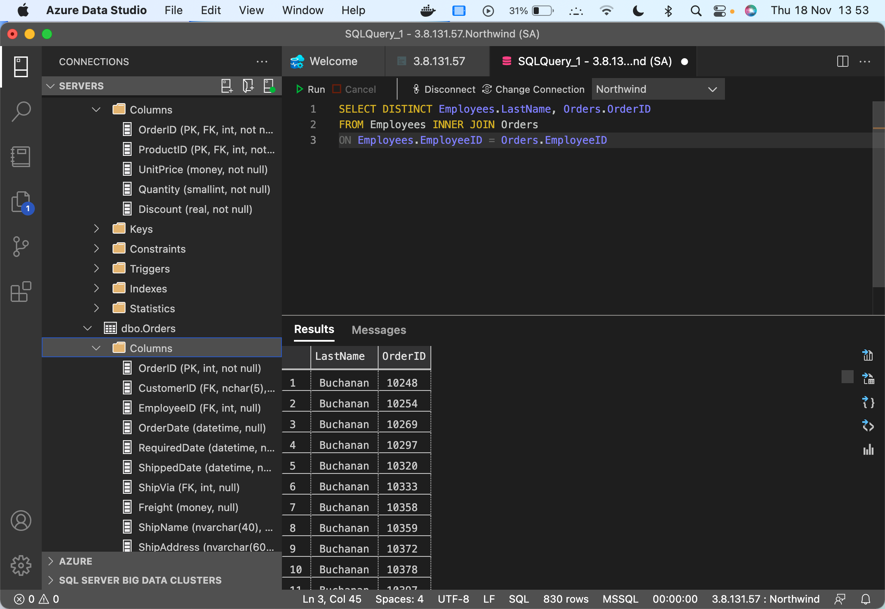 Azure Data Studio File Edit View Window Help 31% Thu 18 Nov 13 53
SQLQuery_1 - 3.8.131.57.Northwind (SA)
CONNECTIONS
SERVERS
Columns
OrderID (PK, FK, int, not n...
ProductID (PK, FK, int, not...
UnitPrice (money, not null)
Quantity (smallint, not null)
Discount (real, not null)
Keys
Constraints
Triggers
Indexes
Statistics
dbo.Orders
Columns
OrderID (PK, int, not null)
CustomerID (FK, nchar(5),...
EmployeeID (FK, int, null)
OrderDate (datetime, null)
RequiredDate (datetime, n...
ShippedDate (datetime, n...
ShipVia (FK, int, null)
Freight (money, null)
ShipName (nvarchar(40), ...
ShipAddress (nvarchar(60...
AZURE
SQL SERVER BIG DATA CLUSTERS
1
Welcome 3.8.131.57 SQLQuery_1 - 3.8.13...nd (SA)
Run Cancel Disconnect Change Connection Northwind
1 SELECT DISTINCT Employees.LastName, Orders.OrderID
2 FROM Employees INNER JOIN Orders
3 ON Employees.EmployeeID = Orders.EmployeeID
Results Messages
LastName OrderID
1 Buchanan 10248
2 Buchanan 10254
3 Buchanan 10269
4 Buchanan 10297
5 Buchanan 10320
6 Buchanan 10333
7 Buchanan 10358
8 Buchanan 10359
9 Buchanan 10372
10 Buchanan 10378
11 Buchanan 10397
0 0 Ln 3, Col 45 Spaces: 4 UTF-8 LF SQL 830 rows MSSQL 00:00:00 3.8.131.57 : Northwind